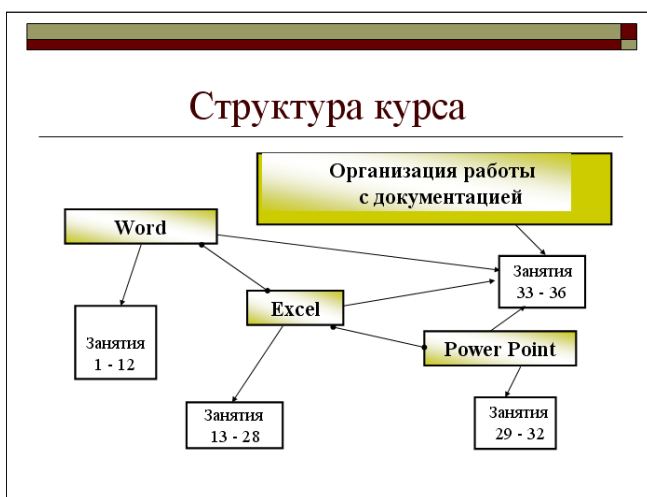 Структура курса
Организация работы
с документацией
Word
Занятия
33 - 36
Excel
Занятия
1 - 12
Power Point
Занятия
13 - 28
Занятия
29 - 32